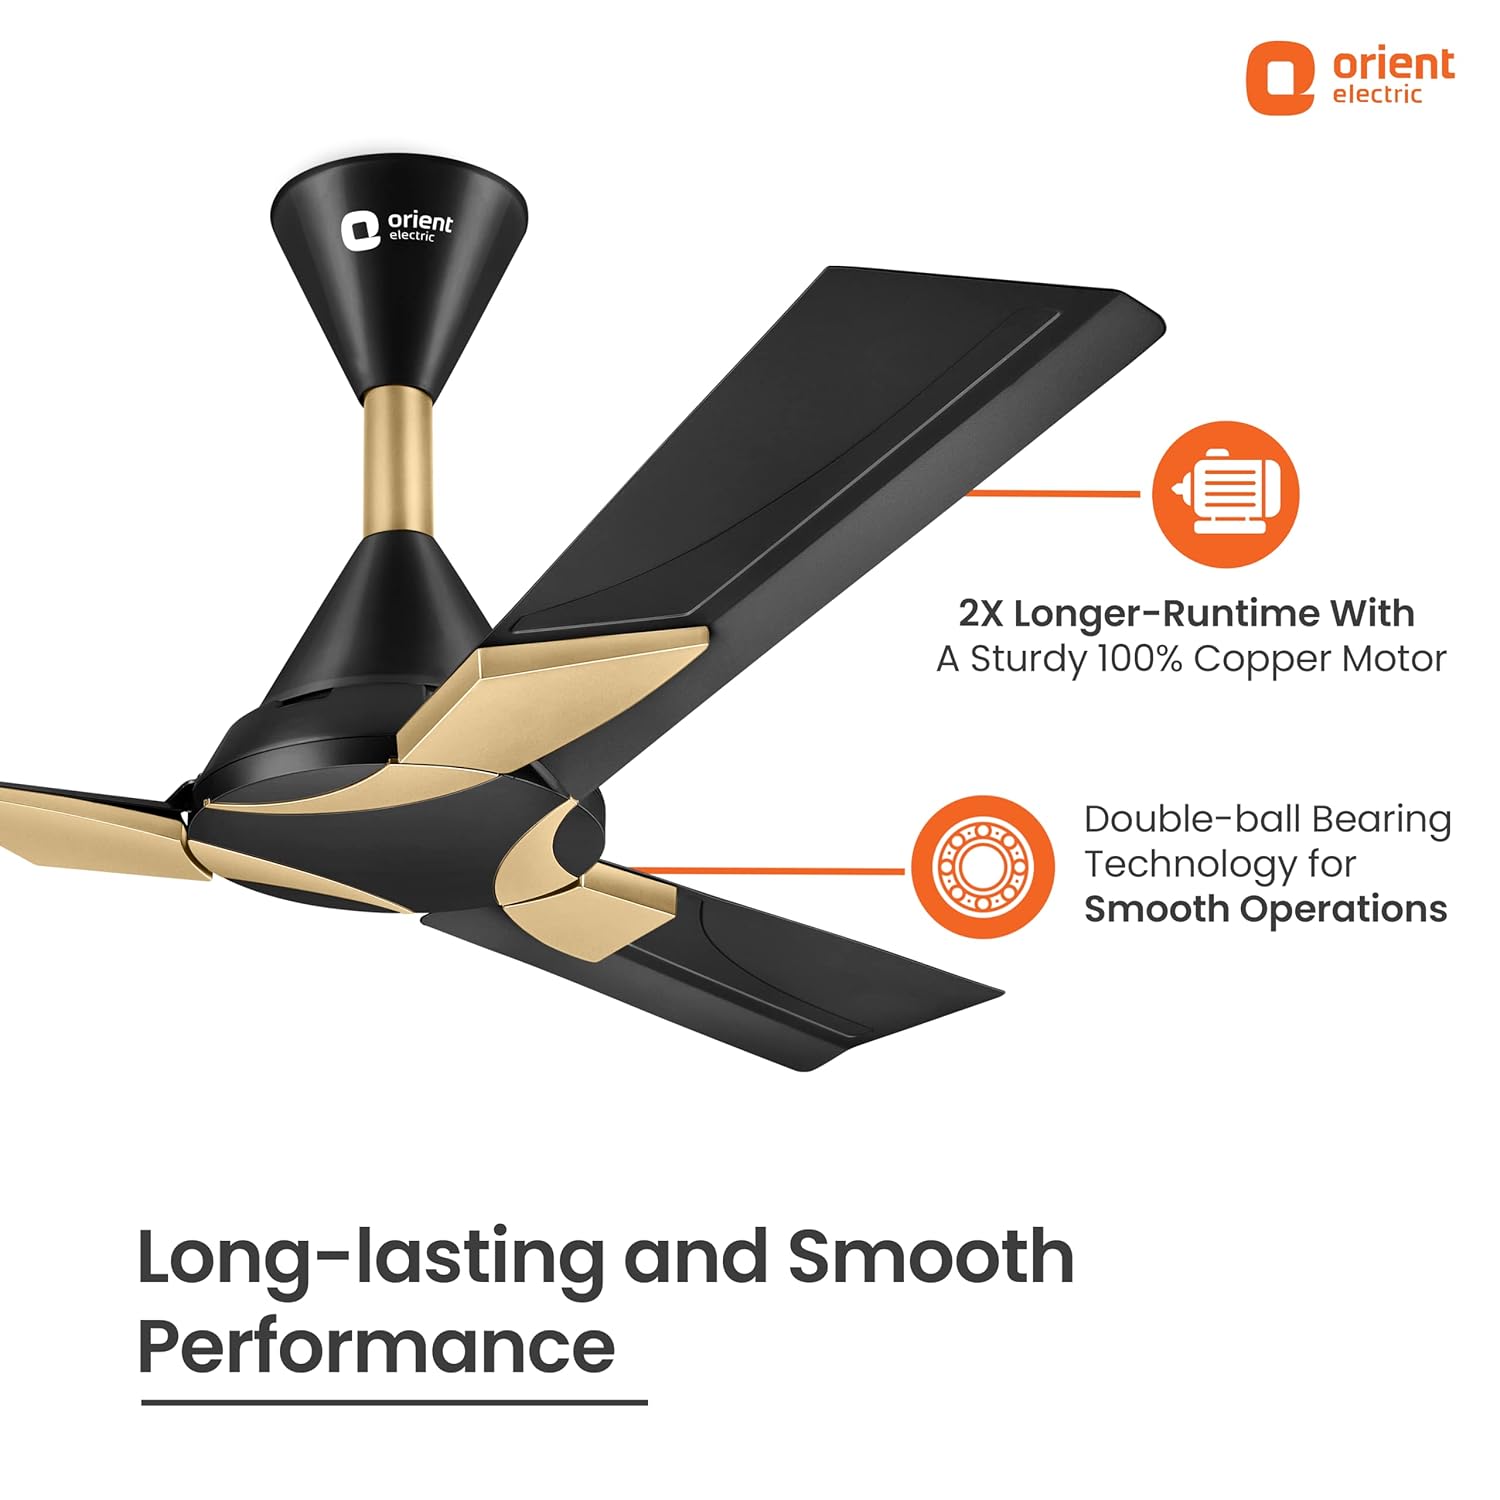 orient
electric
orient
electric
2X Longer-Runtime With
A Sturdy 100% Copper Motor
Double-ball Bearing
Technology for
Smooth Operations
Long-lasting and Smooth
Performance